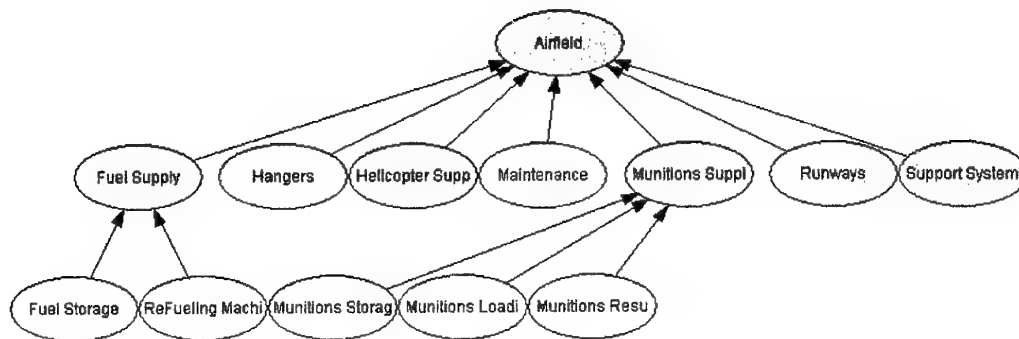 Airfield
Fuel Supply
Hangers
Helicopter Supp
Maintenance
Munitions Suppl
Runways
Support System
Fuel Storage
ReFueling Machi
Munitions Storag
Munitions Loadi
Munitions Resu